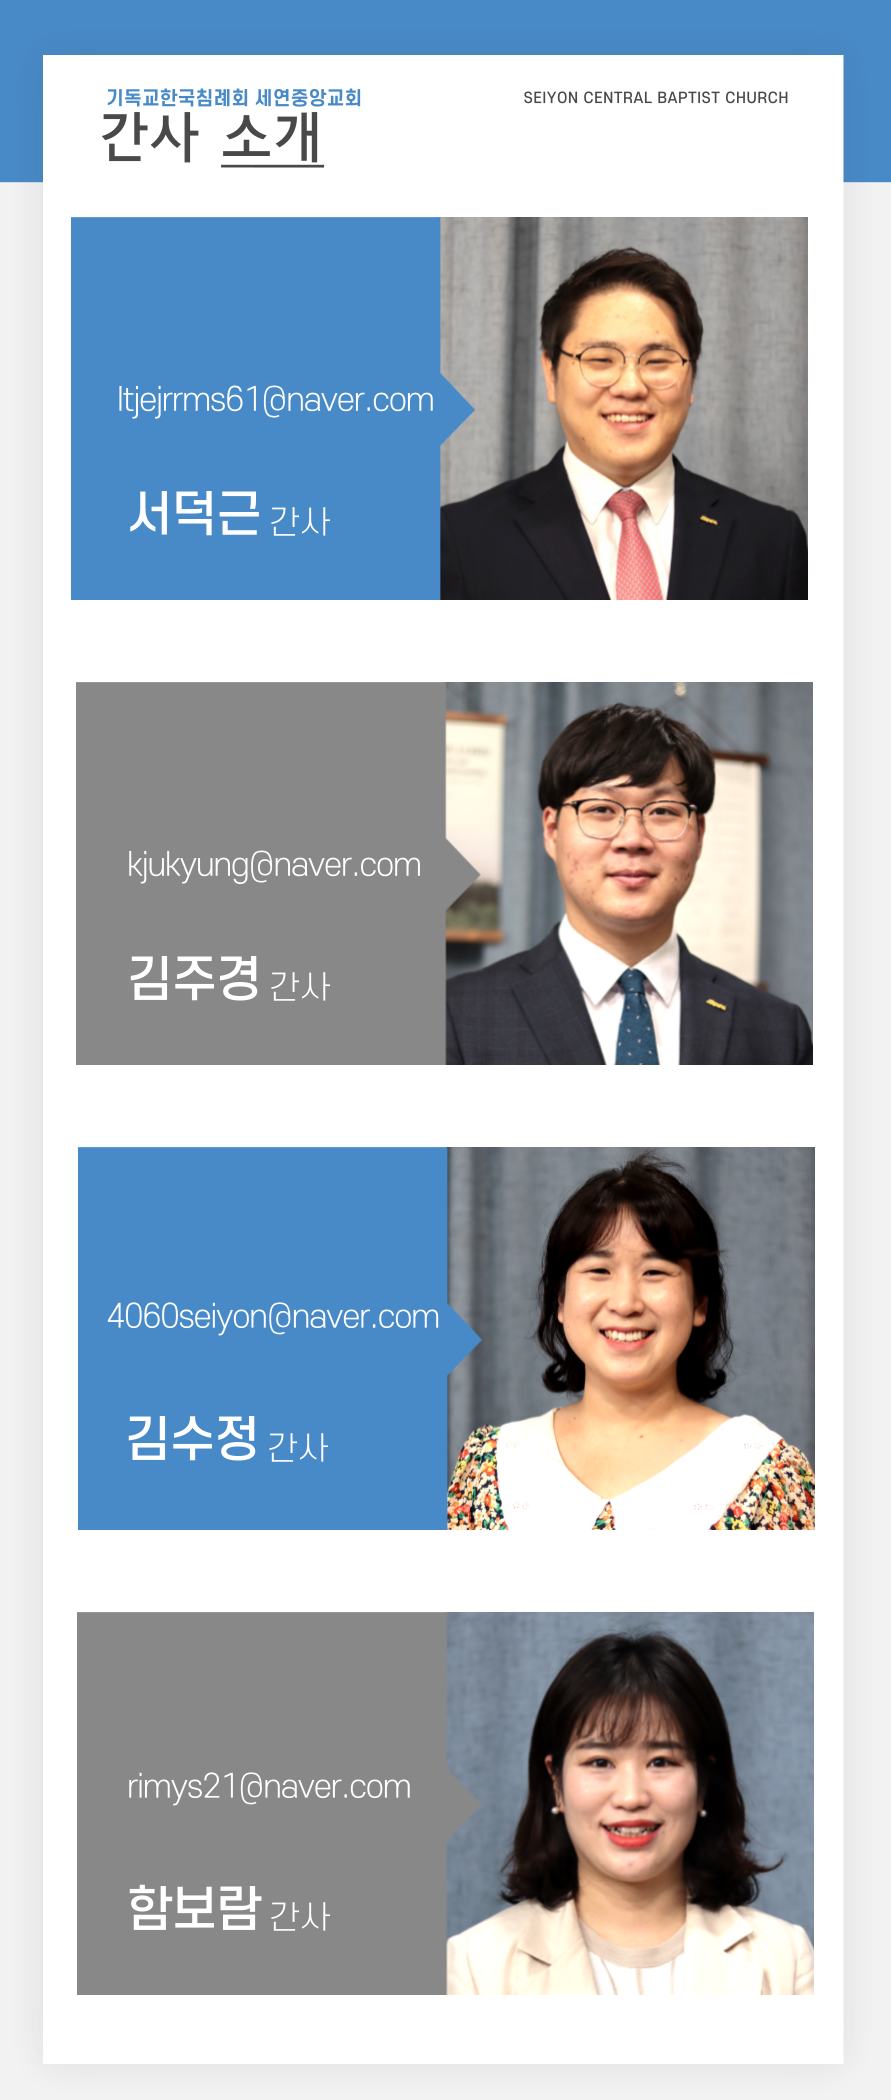 기독교한국침례회 세연중앙교회
SEIYON CENTRAL BAPTIST CHURCH
간사 소개
ltjejrrms61@naver.com
서덕근 간사
kjukyung@naver.com
김주경 간사
4060seiyon@naver.com
김수정 간사
rimys21@naver.com
함보람 간사